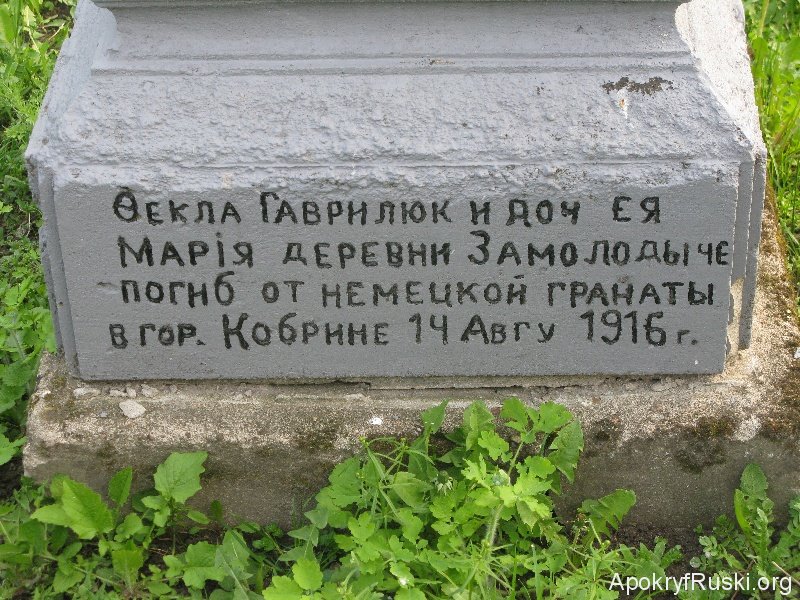 Ѳекла Гаврилюк и доч ея
Марія деревни Замолодыче
погиб от немецкой гранаты
в гор. Кобрине 14 Авгу 1916 г.
ApokryfRuski.org